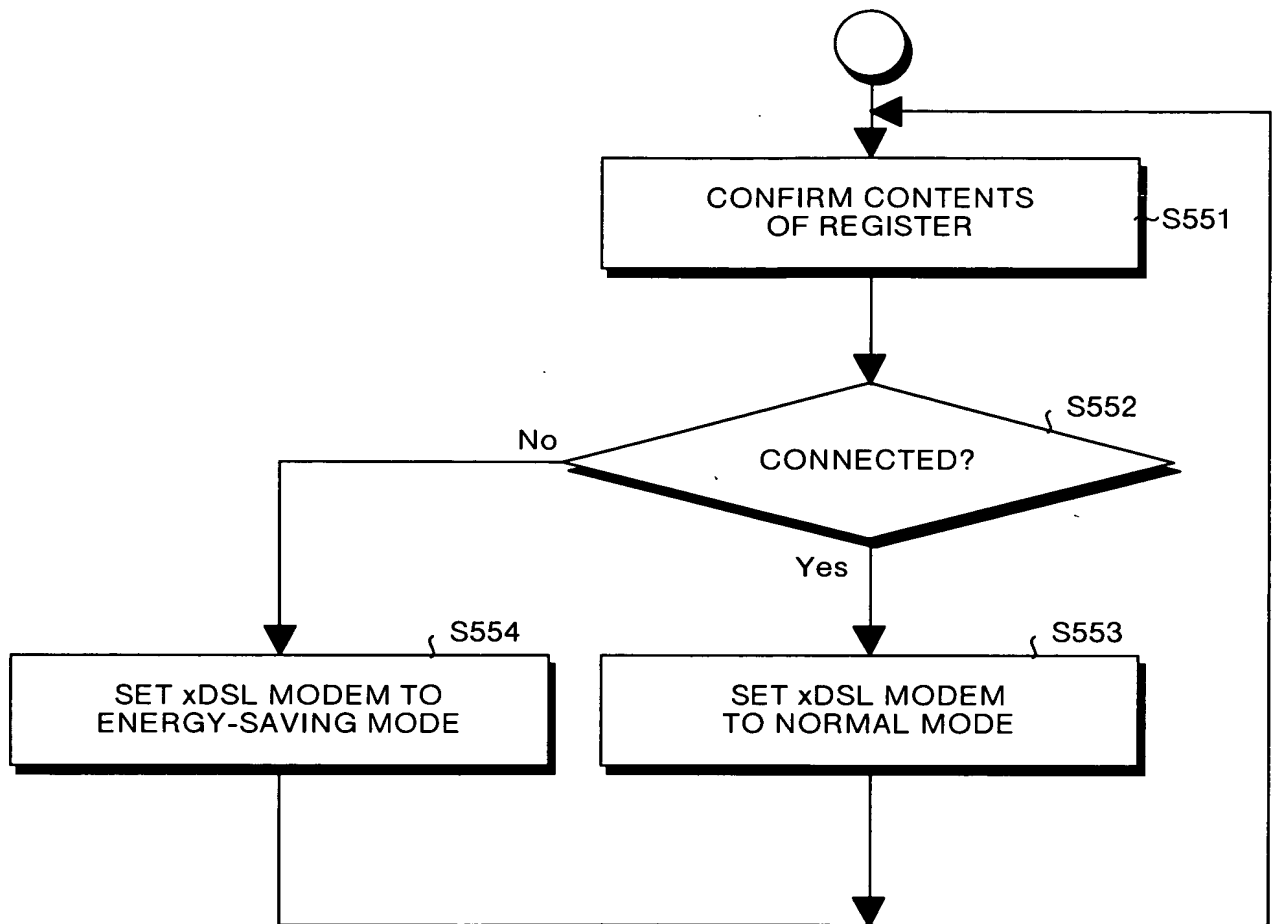 CONFIRM CONTENTS
OF REGISTER
S551
S552
No
CONNECTED?
Yes
S554
S553
SET xDSL MODEM TO
ENERGY-SAVING MODE
SET xDSL MODEM
TO NORMAL MODE